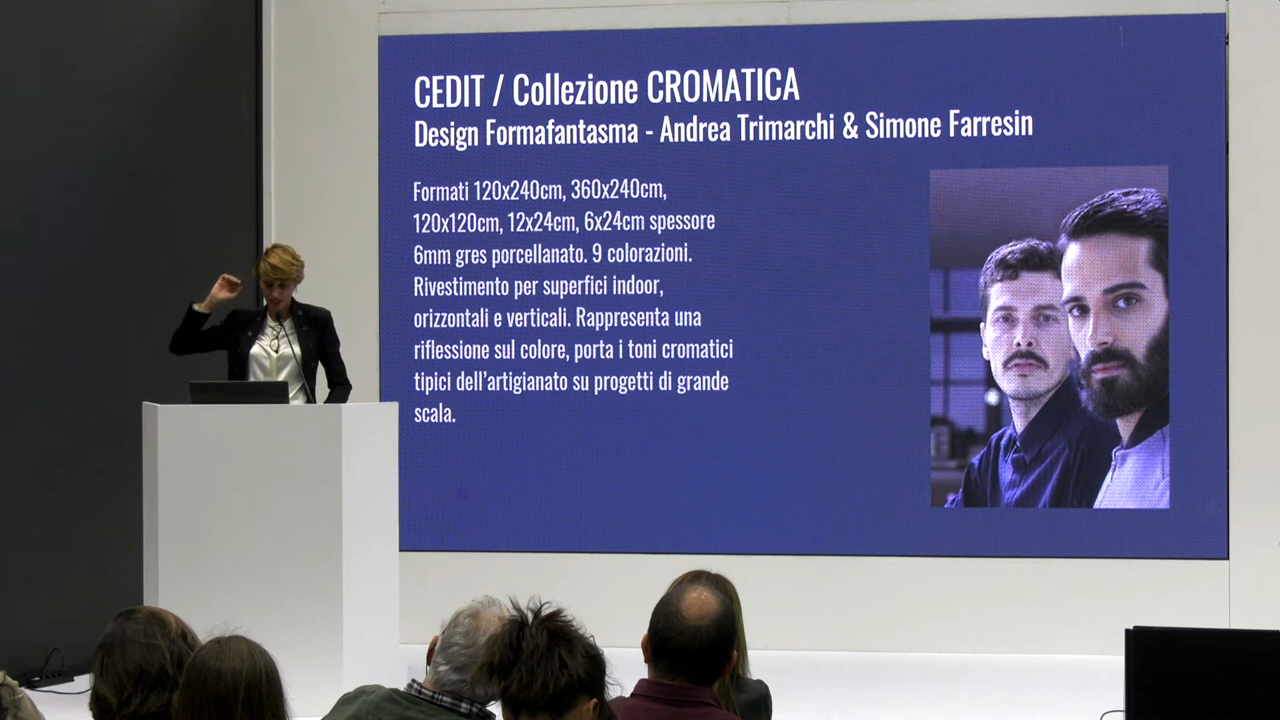 CEDIT / Collezione CROMATICA
Design Formafantasma - Andrea Trimarchi & Simone Farresin
Formati 120x240cm, 360x240cm,
120x120cm, 12x24cm, 6x24cm spessore
6mm gres porcellanato. 9 colorazioni.
Rivestimento per superfici indoor,
orizzontali e verticali. Rappresenta una
riflessione sul colore, porta i toni cromatici
tipici dell'artigianato su progetti di grande
scala.